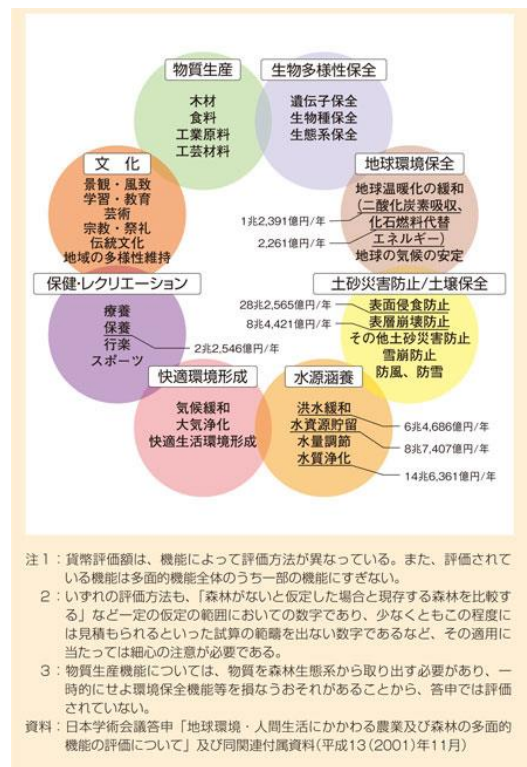 物質生産
木材
食料
工業原料
工芸材料
生物多様性保全
遺伝子保全
生物種保全
生態系保全
文化
景観・風致
学習・教育
芸術
宗教・祭礼
伝統文化
地域の多様性維持
地球環境保全
地球温暖化の緩和
(二酸化炭素吸収、
1兆2,391億円/年
化石燃料代替
2,261億円/年
エネルギー)
地球の気候の安定
保健・レクリエーション
療養
保養
2兆2,546億円/年
行楽
スポーツ
土砂災害防止/土壌保全
28兆2,565億円/年
表面侵食防止
8兆4,421億円/年
表層崩壊防止
その他土砂災害防止
雪崩防止
防風、防雪
快適環境形成
気候緩和
大気浄化
快適生活環境形成
水源涵養
洪水緩和
6兆4,686億円/年
水資源貯留
8兆7,407億円/年
水量調節
水質浄化
14兆6,361億円/年
注1:貨幣評価額は、機能によって評価方法が異なっている。また、評価されて
いる機能は多面的機能全体のうち一部の機能にすぎない。
2:いずれの評価方法も、「森林がないと仮定した場合と現存する森林を比較す
る」など一定の仮定の範囲においての数字であり、少なくともこの程度に
は見積もられるといった試算の範疇を出ない数字であるなど、その適用に
当たっては細心の注意が必要である。
3:物質生産機能については、物質を森林生態系から取り出す必要があり、一
時的にせよ環境保全機能等を損なうおそれがあることから、答申では評価
されていない。
資料:日本学術会議答申「地球環境・人間生活にかかわる農業及び森林の多面的
機能の評価について」及び同関連付属資料(平成13(2001)年11月)